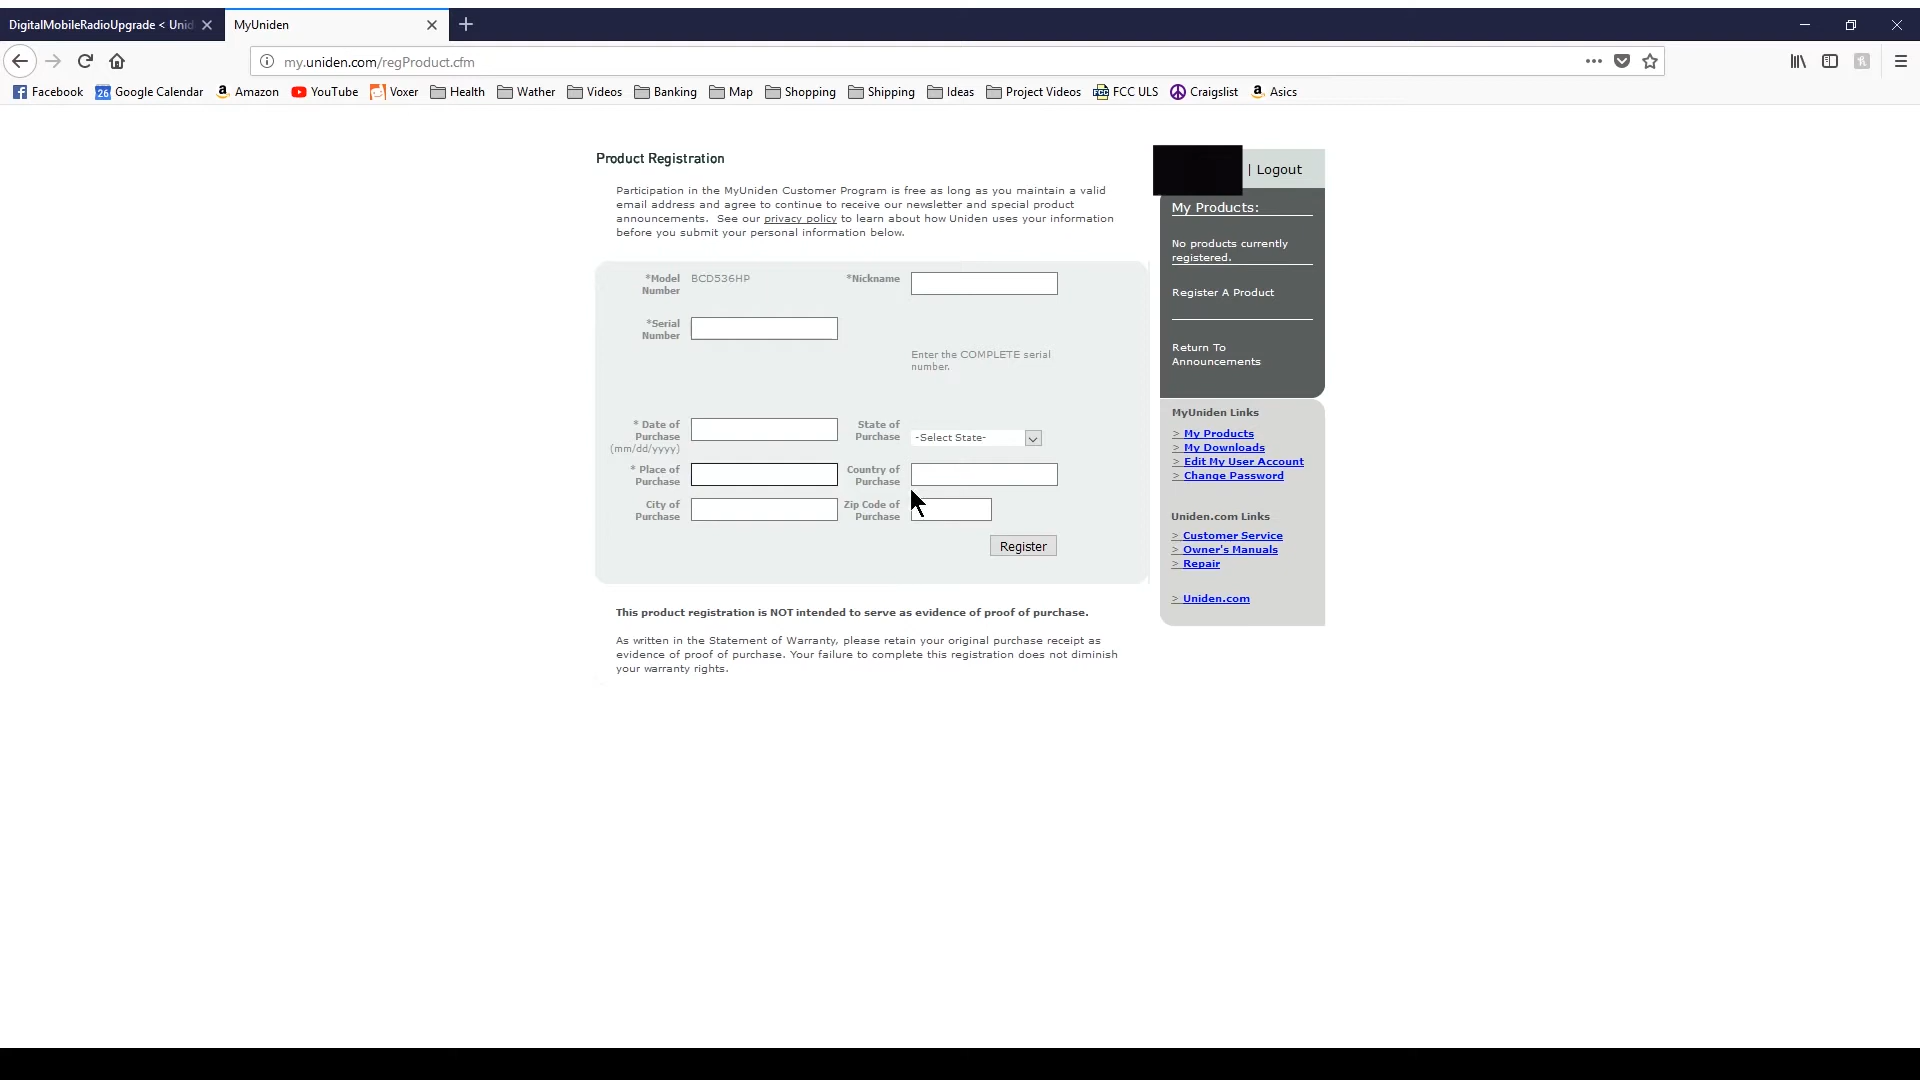 DigitalMobileRadioUpgrade < Unid
MyUniden
my.uniden.com/regProduct.cfm
Facebook
26 Google Calendar
Amazon
YouTube
Voxer
Health
Wather
Videos
Banking
Map
Shopping
Shipping
Ideas
Project Videos
FCC FCC ULS
Craigslist
Asics
Product Registration
Participation in the MyUniden Customer Program is free as long as you maintain a valid
email address and agree to continue to receive our newsletter and special product
announcements. See our privacy policy to learn about how Uniden uses your information
before you submit your personal information below.
*Model
Number
BCD536HP
*Nickname
*Serial
Number
Enter the COMPLETE serial
number.
* Date of
Purchase
(mm/dd/yyyy)
State of
Purchase
-Select State-
* Place of
Purchase
Country of
Purchase
City of
Purchase
Zip Code of
Purchase
Register
This product registration is NOT intended to serve as evidence of proof of purchase.
As written in the Statement of Warranty, please retain your original purchase receipt as
evidence of proof of purchase. Your failure to complete this registration does not diminish
your warranty rights.
| Logout
My Products:
No products currently
registered.
Register A Product
Return To
Announcements
MyUniden Links
> My Products
> My Downloads
> Edit My User Account
> Change Password
Uniden.com Links
> Customer Service
> Owner's Manuals
> Repair
> Uniden.com